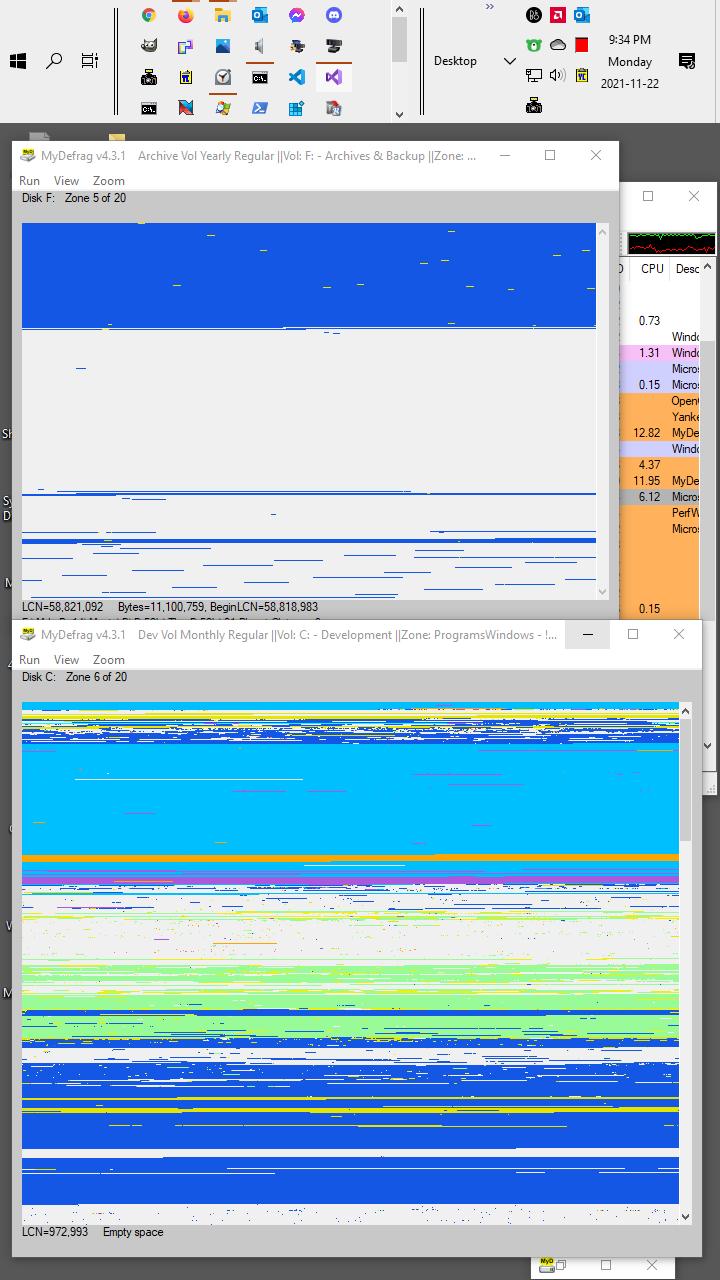 »
9:34 PM
Desktop
Monday
2021-11-22
MyDefrag v4.3.1 Archive Vol Yearly Regular ||Vol: F: - Archives & Backup ||Zone: ...
Run View Zoom
Disk F: Zone 5 of 20
CPU Desc
0.73
Windo
1.31 Windo
Micros
0.15 Micros
Open
Yanke
12.82 MyDe
Windo
4.37
11.95 MyDe
6.12 Micros
PerfW
Micros
0.15
LCN=58,821,092 Bytes=11,100,759, BeginLCN=58,818,983
MyDefrag v4.3.1 Dev Vol Monthly Regular ||Vol: C: - Development ||Zone: ProgramsWindows - !...
Run View Zoom
Disk C: Zone 6 of 20
LCN=972,993 Empty space